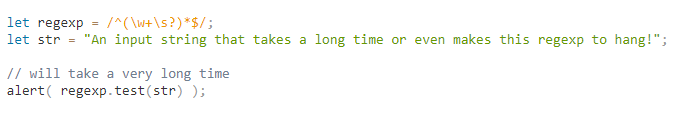 let regexp = /^(\w+\s?)*$/;
let str = "An input string that takes a long time or even makes this regexp to hang!";
// will take a very long time
alert( regexp.test(str) );